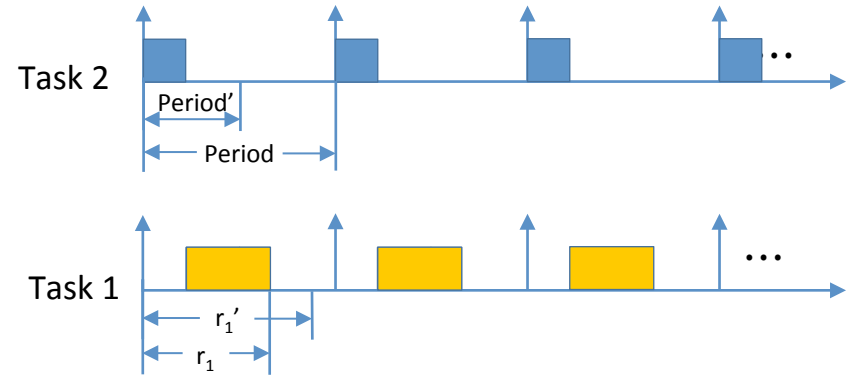 ...
Task 2
Period’
Period
...
Task 1
r₁’
r₁